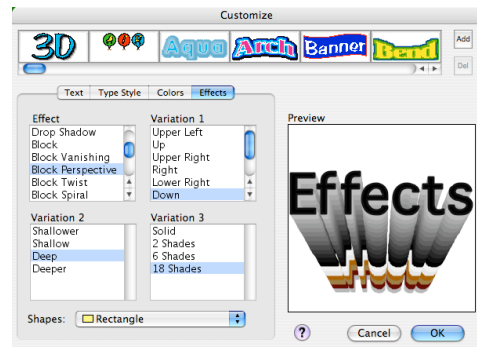 Customize
3D Aqua Arch Banner Bend
Add
Del
Text Type Style Colors Effects
Effect
Drop Shadow
Block
Block Vanishing
Block Perspective
Block Twist
Block Spiral
Variation 1
Upper Left
Up
Upper Right
Right
Lower Right
Down
Variation 2
Shallower
Shallow
Deep
Deeper
Variation 3
Solid
2 Shades
6 Shades
18 Shades
Shapes: Rectangle
Preview
Effects
? Cancel OK